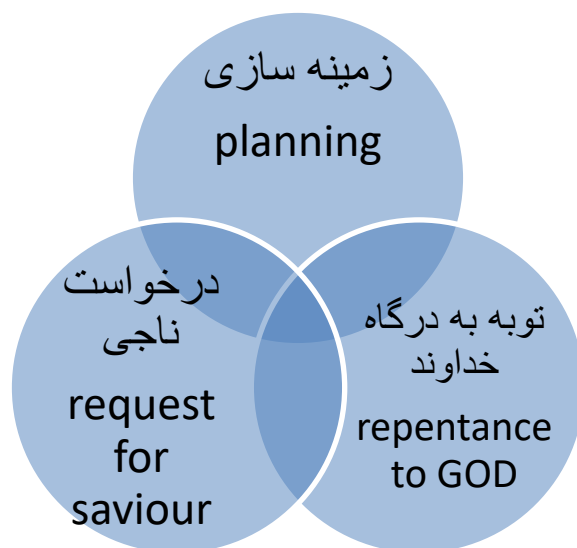 زمینه سازی
planning
درخواست
ناجی
request
for
saviour
توبه به درگاه
خداوند
repentance
to GOD